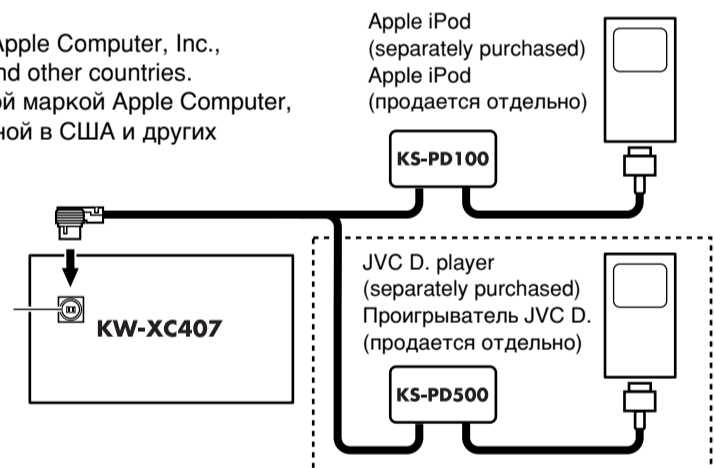 Apple Computer, Inc.,
nd other countries.
ой маркой Apple Computer,
ной в США и других
Apple iPod
(separately purchased)
Apple iPod
(продается отдельно)
KS-PD100
KW-XC407
JVC D. player
(separately purchased)
Проигрыватель JVC D.
(продается отдельно)
KS-PD500